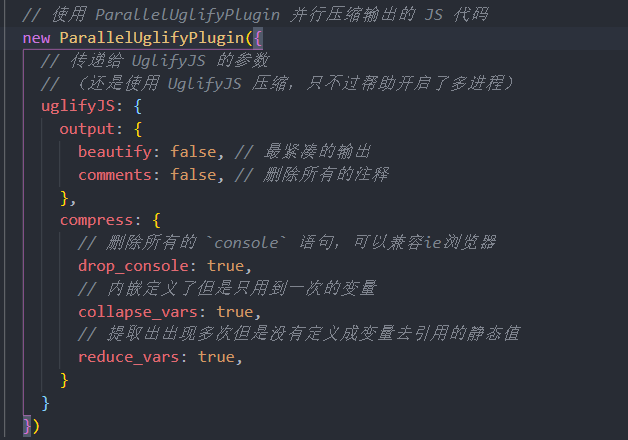 // 使用 ParallelUglifyPlugin 并行压缩输出的 JS 代码
new ParallelUglifyPlugin({
  // 传递给 UglifyJS 的参数
  // （还是使用 UglifyJS 压缩，只不过帮助开启了多进程）
  uglifyJS: {
    output: {
      beautify: false, // 最紧凑的输出
      comments: false, // 删除所有的注释
    },
    compress: {
      // 删除所有的 `console` 语句，可以兼容ie浏览器
      drop_console: true,
      // 内嵌定义了但是只用到一次的变量
      collapse_vars: true,
      // 提取出出现多次但是没有定义成变量去引用的静态值
      reduce_vars: true,
    }
  }
})